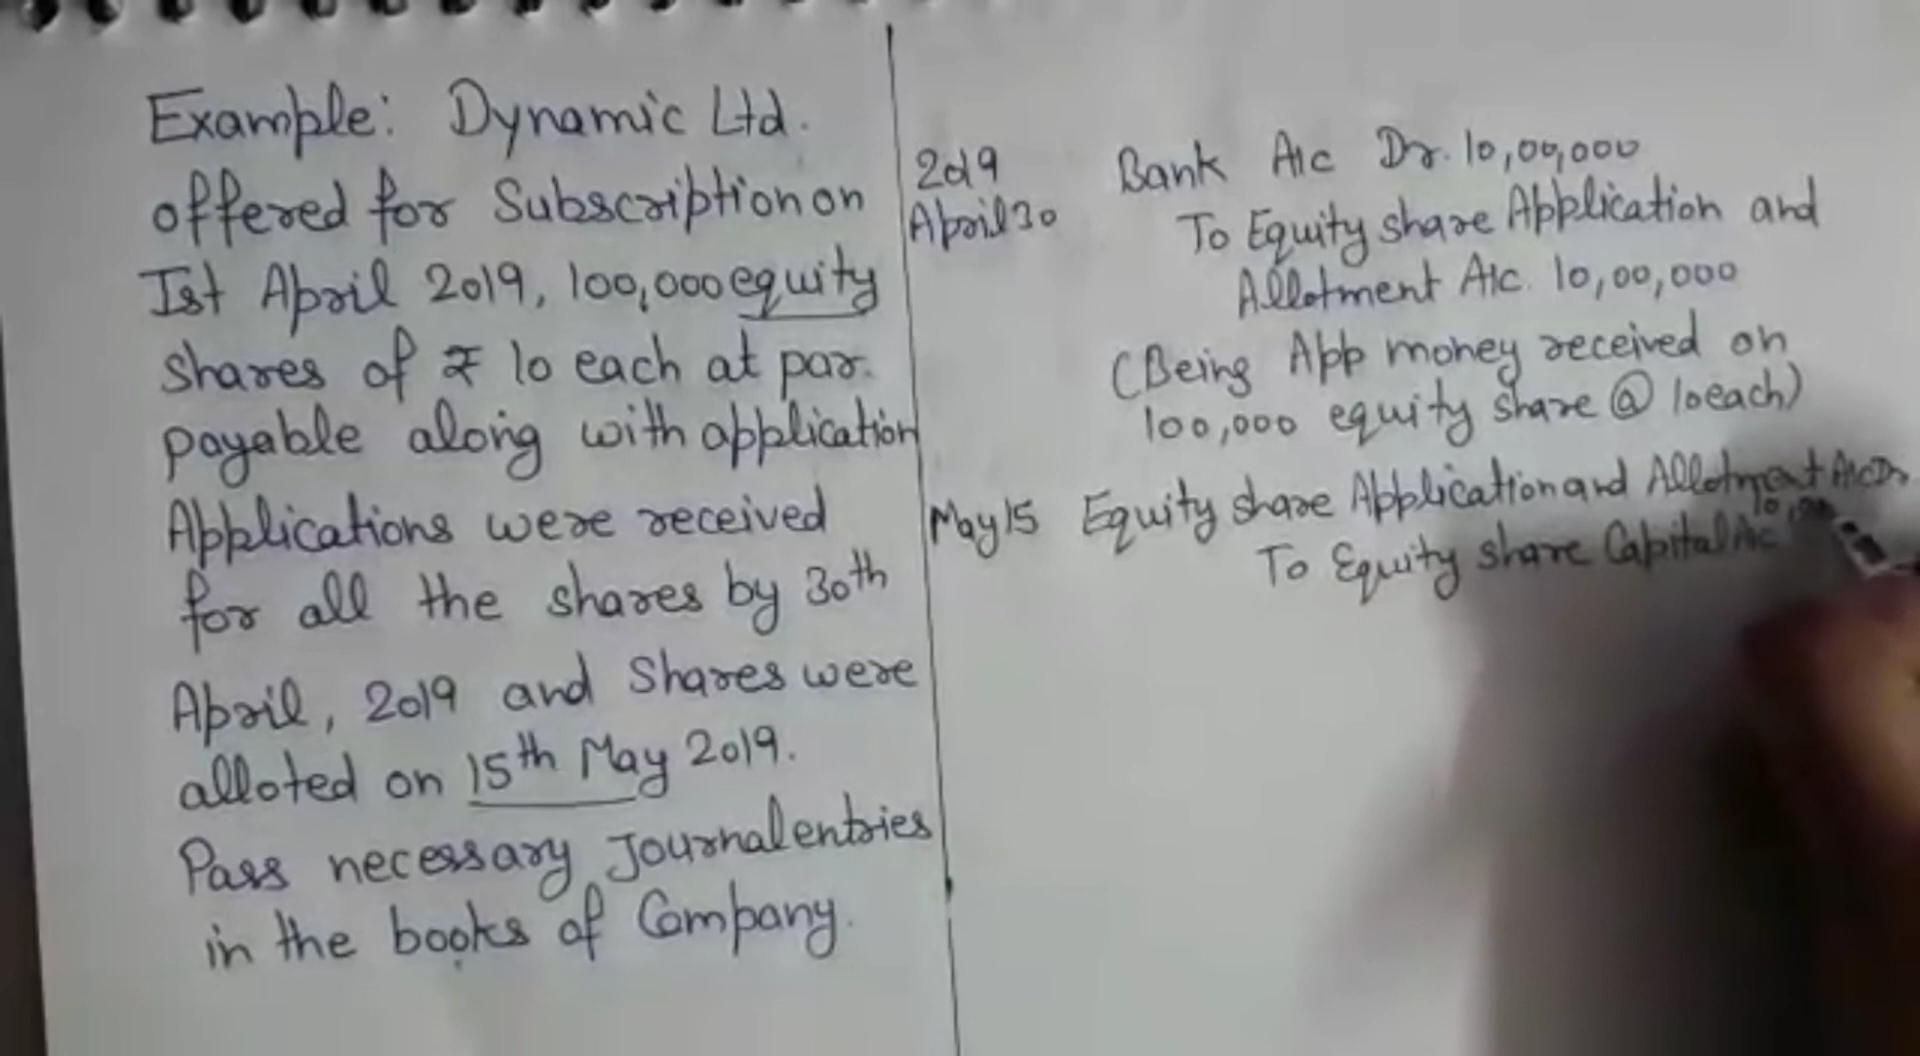 Example: Dynamic Ltd.
offered for Subscription on
Ist April 2019, 100,000 equity
shares of ₹ 10 each at par.
payable along with application
Applications were received
for all the shares by 30th
April, 2019 and Shares were
alloted on 15th May 2019.
Pass necessary Journal entries
in the books of Company.
2019
April 30
Bank A/c Dr. 10,00,000
To Equity share Application and
Allotment A/c. 10,00,000
(Being App money received on
100,000 equity share @ 10 each)
May 15 Equity share Application and Allotment A/c Dr
To Equity share Capital A/c